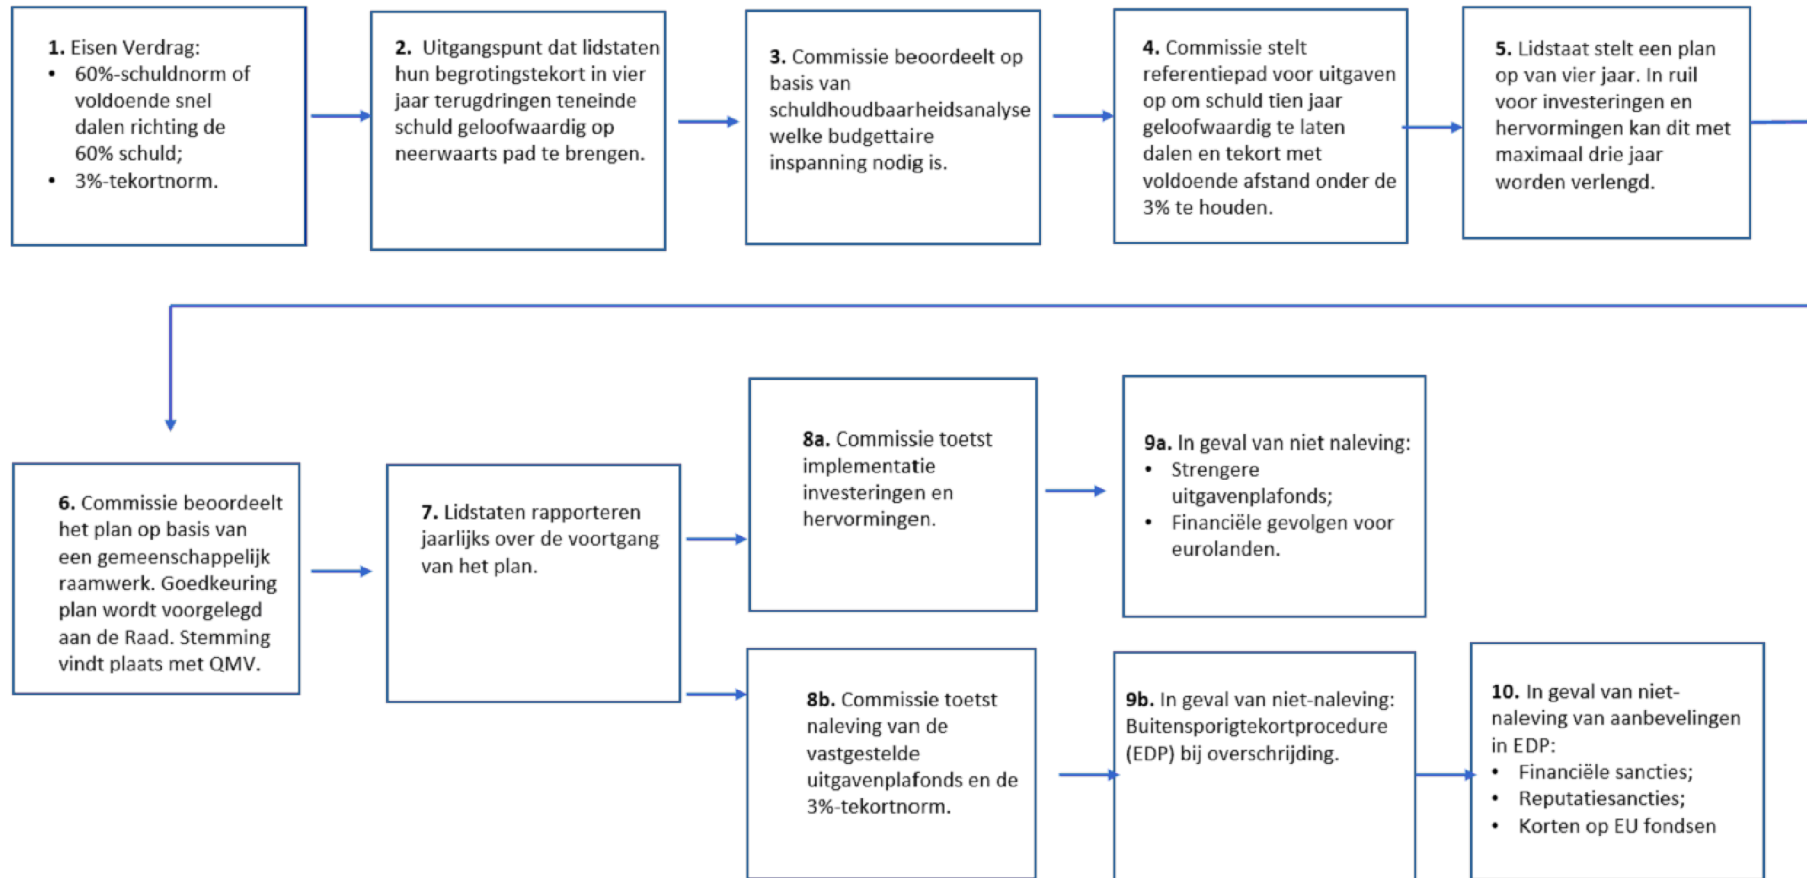 1. Eisen Verdrag:
• 60%-schuldnorm of
voldoende snel
dalen richting de
60% schuld;
• 3%-tekortnorm.
2. Uitgangspunt dat lidstaten
hun begrotingstekort in vier
jaar terugdringen teneinde
schuld geloofwaardig op
neerwaarts pad te brengen.
3. Commissie beoordeelt op
basis van
schuldhoudbaarheidsanalyse
welke budgettaire
inspanning nodig is.
4. Commissie stelt
referentiepad voor uitgaven
op om schuld tien jaar
geloofwaardig te laten
dalen en tekort met
voldoende afstand onder de
3% te houden.
5. Lidstaat stelt een plan
op van vier jaar. In ruil
voor investeringen en
hervormingen kan dit met
maximaal drie jaar
worden verlengd.
6. Commissie beoordeelt
het plan op basis van
een gemeenschappelijk
raamwerk. Goedkeuring
plan wordt voorgelegd
aan de Raad. Stemming
vindt plaats met QMV.
7. Lidstaten rapporteren
jaarlijks over de voortgang
van het plan.
8a. Commissie toetst
implementatie
investeringen en
hervormingen.
9a. In geval van niet naleving:
• Strengere
uitgavenplafonds;
• Financiële gevolgen voor
eurolanden.
8b. Commissie toetst
naleving van de
vastgestelde
uitgavenplafonds en de
3%-tekortnorm.
9b. In geval van niet-naleving:
Buitensporigtekortprocedure
(EDP) bij overschrijding.
10. In geval van niet-
naleving van aanbevelingen
in EDP:
• Financiële sancties;
• Reputatiesancties;
• Korten op EU fondsen